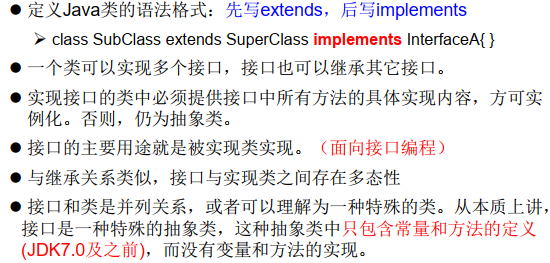 ● 定义Java类的语法格式：先写extends，后写implements
➢ class SubClass extends SuperClass implements InterfaceA{ }
● 一个类可以实现多个接口，接口也可以继承其它接口。
● 实现接口的类中必须提供接口中所有方法的具体实现内容，方可实
例化。否则，仍为抽象类。
● 接口的主要用途就是被实现类实现。（面向接口编程）
● 与继承关系类似，接口与实现类之间存在多态性
● 接口和类是并列关系，或者可以理解为一种特殊的类。从本质上讲，
接口是一种特殊的抽象类，这种抽象类中只包含常量和方法的定义
(JDK7.0及之前)，而没有变量和方法的实现。